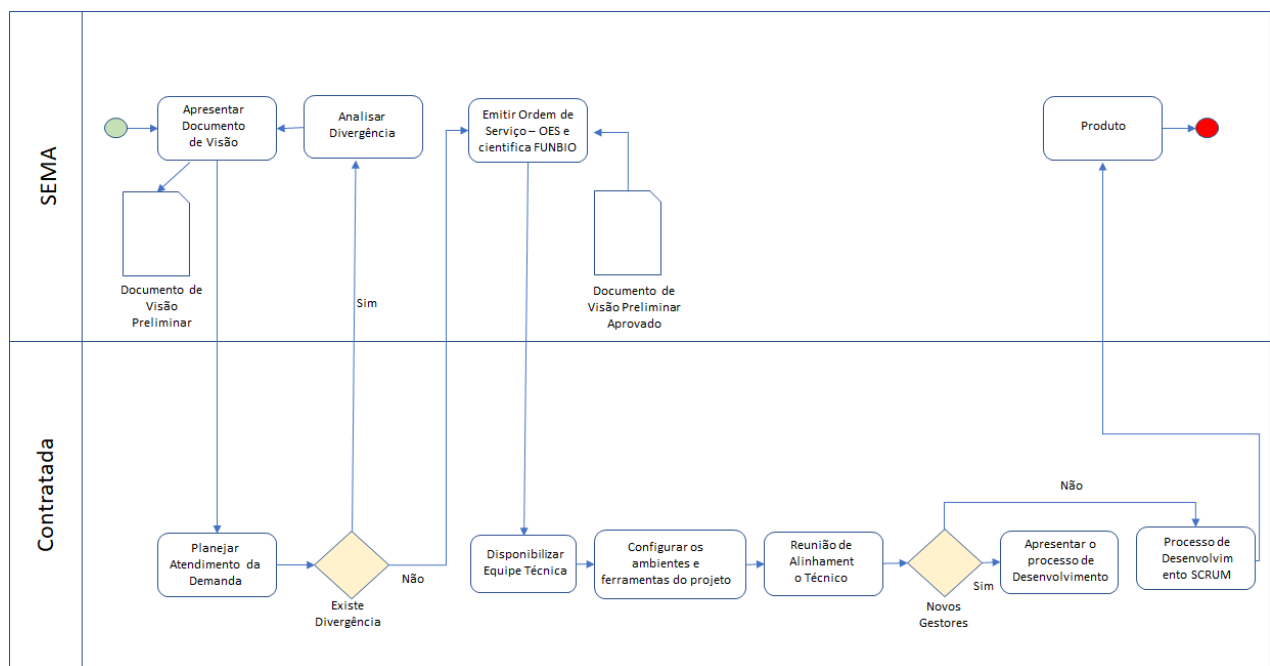 SEMA
Apresentar
Documento
de Visão
Analisar
Divergência
Emitir Ordem de
Serviço – OES e
cientifica FUNBIO
Produto
Documento de
Visão
Preliminar
Sim
Documento de
Visão Preliminar
Aprovado
Contratada
Planejar
Atendimento da
Demanda
Existe
Divergência
Não
Disponibilizar
Equipe Técnica
Configurar os
ambientes e
ferramentas do projeto
Reunião de
Alinhament
o Técnico
Novos
Gestores
Não
Sim
Apresentar o
processo de
Desenvolvimento
Processo de
Desenvolvim
ento SCRUM